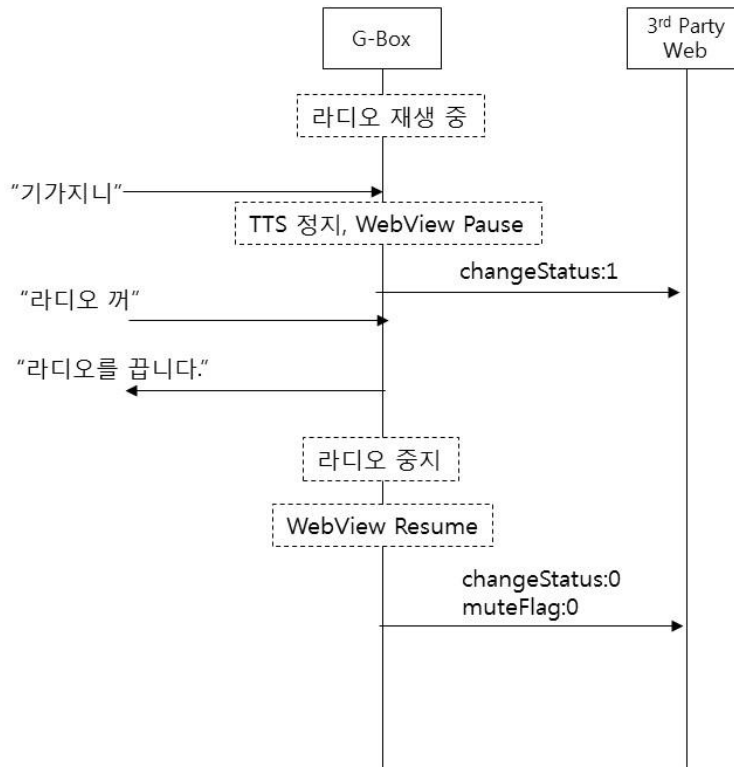 G-Box
3rd Party
Web
라디오 재생 중
"기가지니"
TTS 정지, WebView Pause
changeStatus:1
"라디오 꺼"
"라디오를 끕니다."
라디오 중지
WebView Resume
changeStatus:0
muteFlag:0